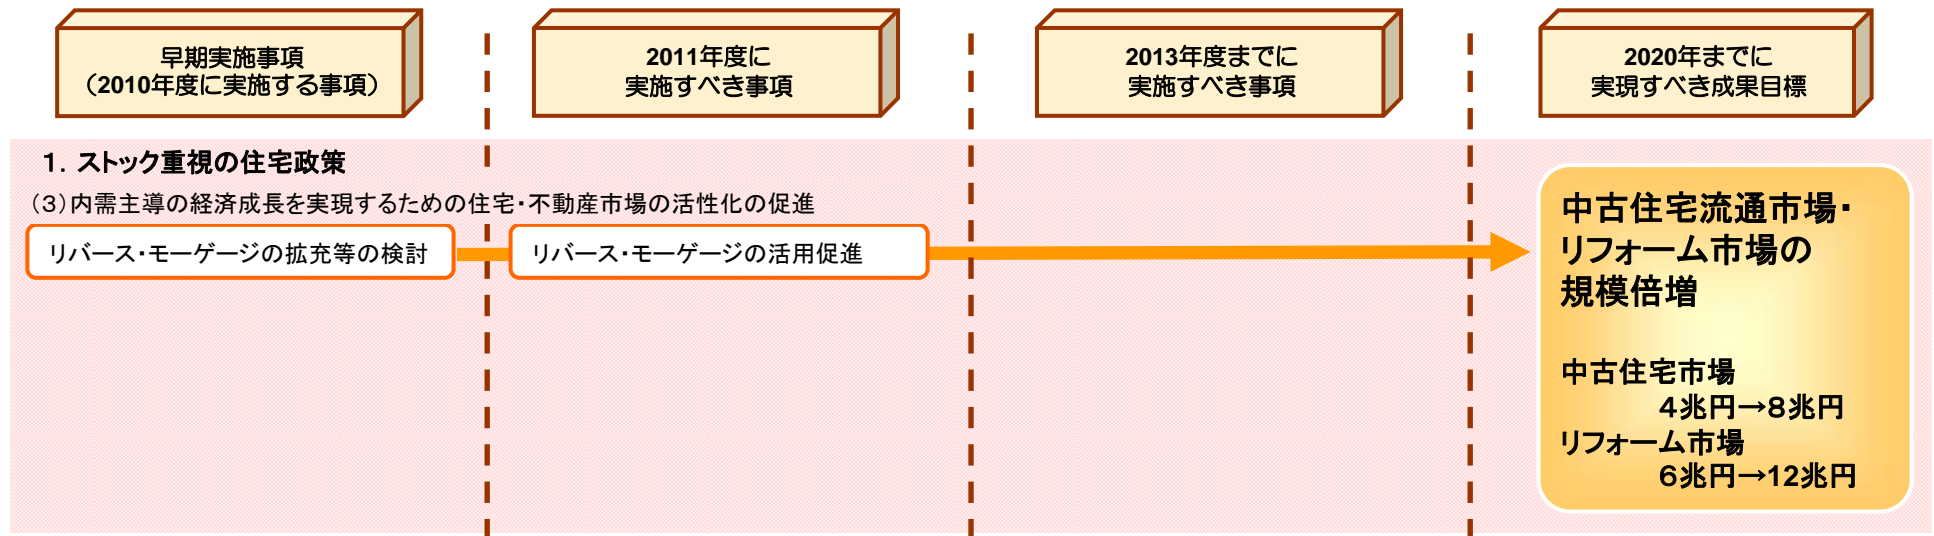 早期実施事項
（2010年度に実施する事項）
2011年度に
実施すべき事項
2013年度までに
実施すべき事項
2020年までに
実現すべき成果目標
１．ストック重視の住宅政策
（３）内需主導の経済成長を実現するための住宅・不動産市場の活性化の促進
リバース・モーゲージの拡充等の検討
リバース・モーゲージの活用促進
中古住宅流通市場・
リフォーム市場の
規模倍増
中古住宅市場
４兆円→８兆円
リフォーム市場
６兆円→12兆円